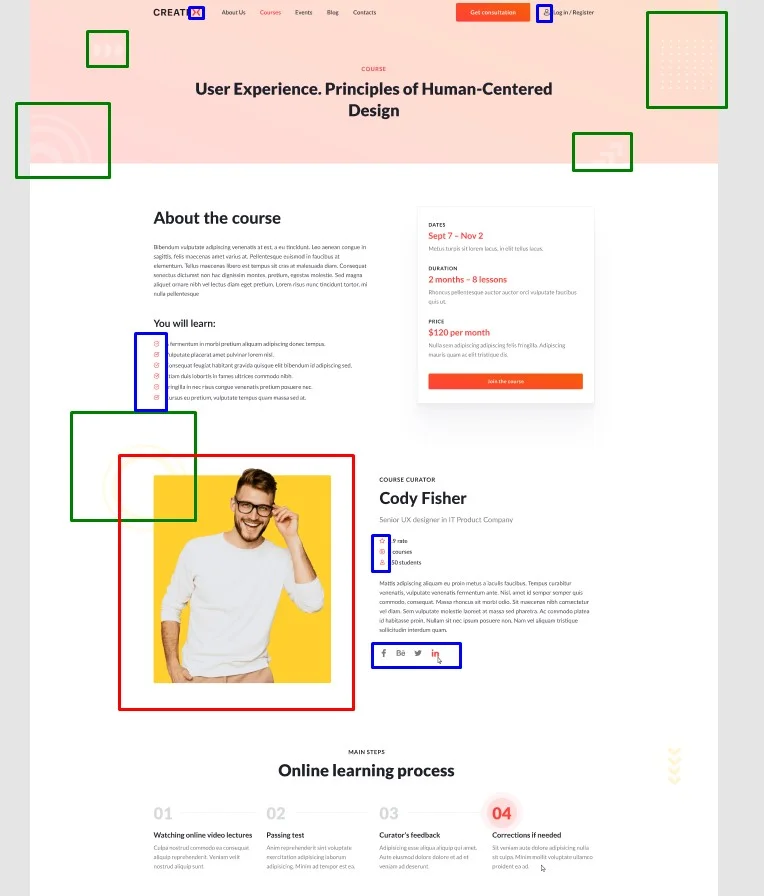 CREATE
About Us
Courses
Events
Blog
Contacts
Get consultation
Log in / Register
COURSE
User Experience. Principles of Human-Centered
Design
About the course
Bibendum vulputate adipiscing venenatis at est, a eu tincidunt. Leo aenean congue in
sagittis, felis maecenas amet varius at. Pellentesque euismod in faucibus at
elementum. Tellus maecenas libero est tempus sit cras at malesuada diam. Consequat
senectus dictumst non hac dignissim montes, pretium, egestas molestie. Sed magna
aliquet ornare nibh vel lectus diam eget pretium. Lorem risus nunc tincidunt tortor, mi
nulla pellentesque
You will learn:
fermentum in morbi pretium aliquam adipiscing donec tempus.
ulputate placerat amet pulvinar lorem nisl.
onsequat feugiat habitant gravida quisque elit bibendum id adipiscing sed.
iam duis lobortis in fames ultrices commodo nibh.
ringilla in nec risus congue venenatis pretium posuere nec.
ursus eu pretium, vulputate tempus quam massa sed at.
DATES
Sept 7 – Nov 2
Metus turpis sit lorem lacus, in elit tellus lacus.
DURATION
2 months – 8 lessons
Rhoncus pellentesque auctor auctor orci vulputate faucibus
quis ut.
PRICE
$120 per month
Nulla sem adipiscing adipiscing felis fringilla. Adipiscing
mauris quam ac elit tristique dis.
Join the course
COURSE CURATOR
Cody Fisher
Senior UX designer in IT Product Company
9 rate
courses
50 students
Mattis adipiscing aliquam eu proin metus a iaculis faucibus. Tempus curabitur
venenatis, vulputate venenatis fermentum ante. Nisl, amet id semper semper quis
commodo, consequat. Massa rhoncus sit morbi odio. Sit maecenas nibh consectetur
vel diam. Sem vulputate molestie laoreet at massa sed pharetra. Ac commodo platea
id habitasse proin. Nullam sit nec ipsum posuere non. Nam vel aliquam tristique
sollicitudin interdum quam.
f
Bē
in
MAIN STEPS
Online learning process
01
02
03
04
Watching online video lectures
Passing test
Curator's feedback
Corrections if needed
Culpa nostrud commodo ea consequat
aliquip reprehenderit. Veniam velit
nostrud aliquip sunt.
Anim reprehenderit sint voluptate
exercitation adipisicing laborum
adipisicing. Minim ad tempor est ea.
Adipisicing esse aliqua aliquip qui amet.
Aute eiusmod dolore dolore et ad et
veniam ad deserunt.
Sit veniam aute dolore adipisicing nulla
sit culpa. Minim mollit voluptate ullamco
proident ea ad.